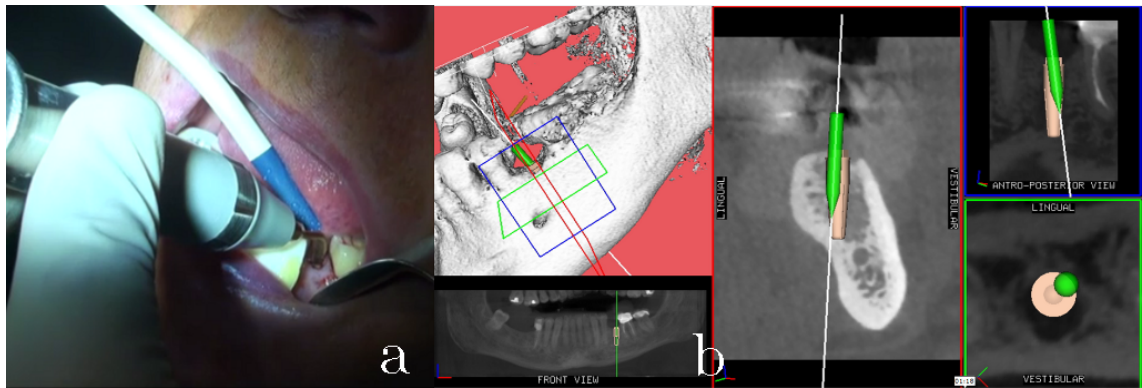 a
b
FRONT VIEW
LINGUAL
VESTIBULAR
01:18
ANTRO-POSTERIOR VIEW
LINGUAL
VESTIBULAR